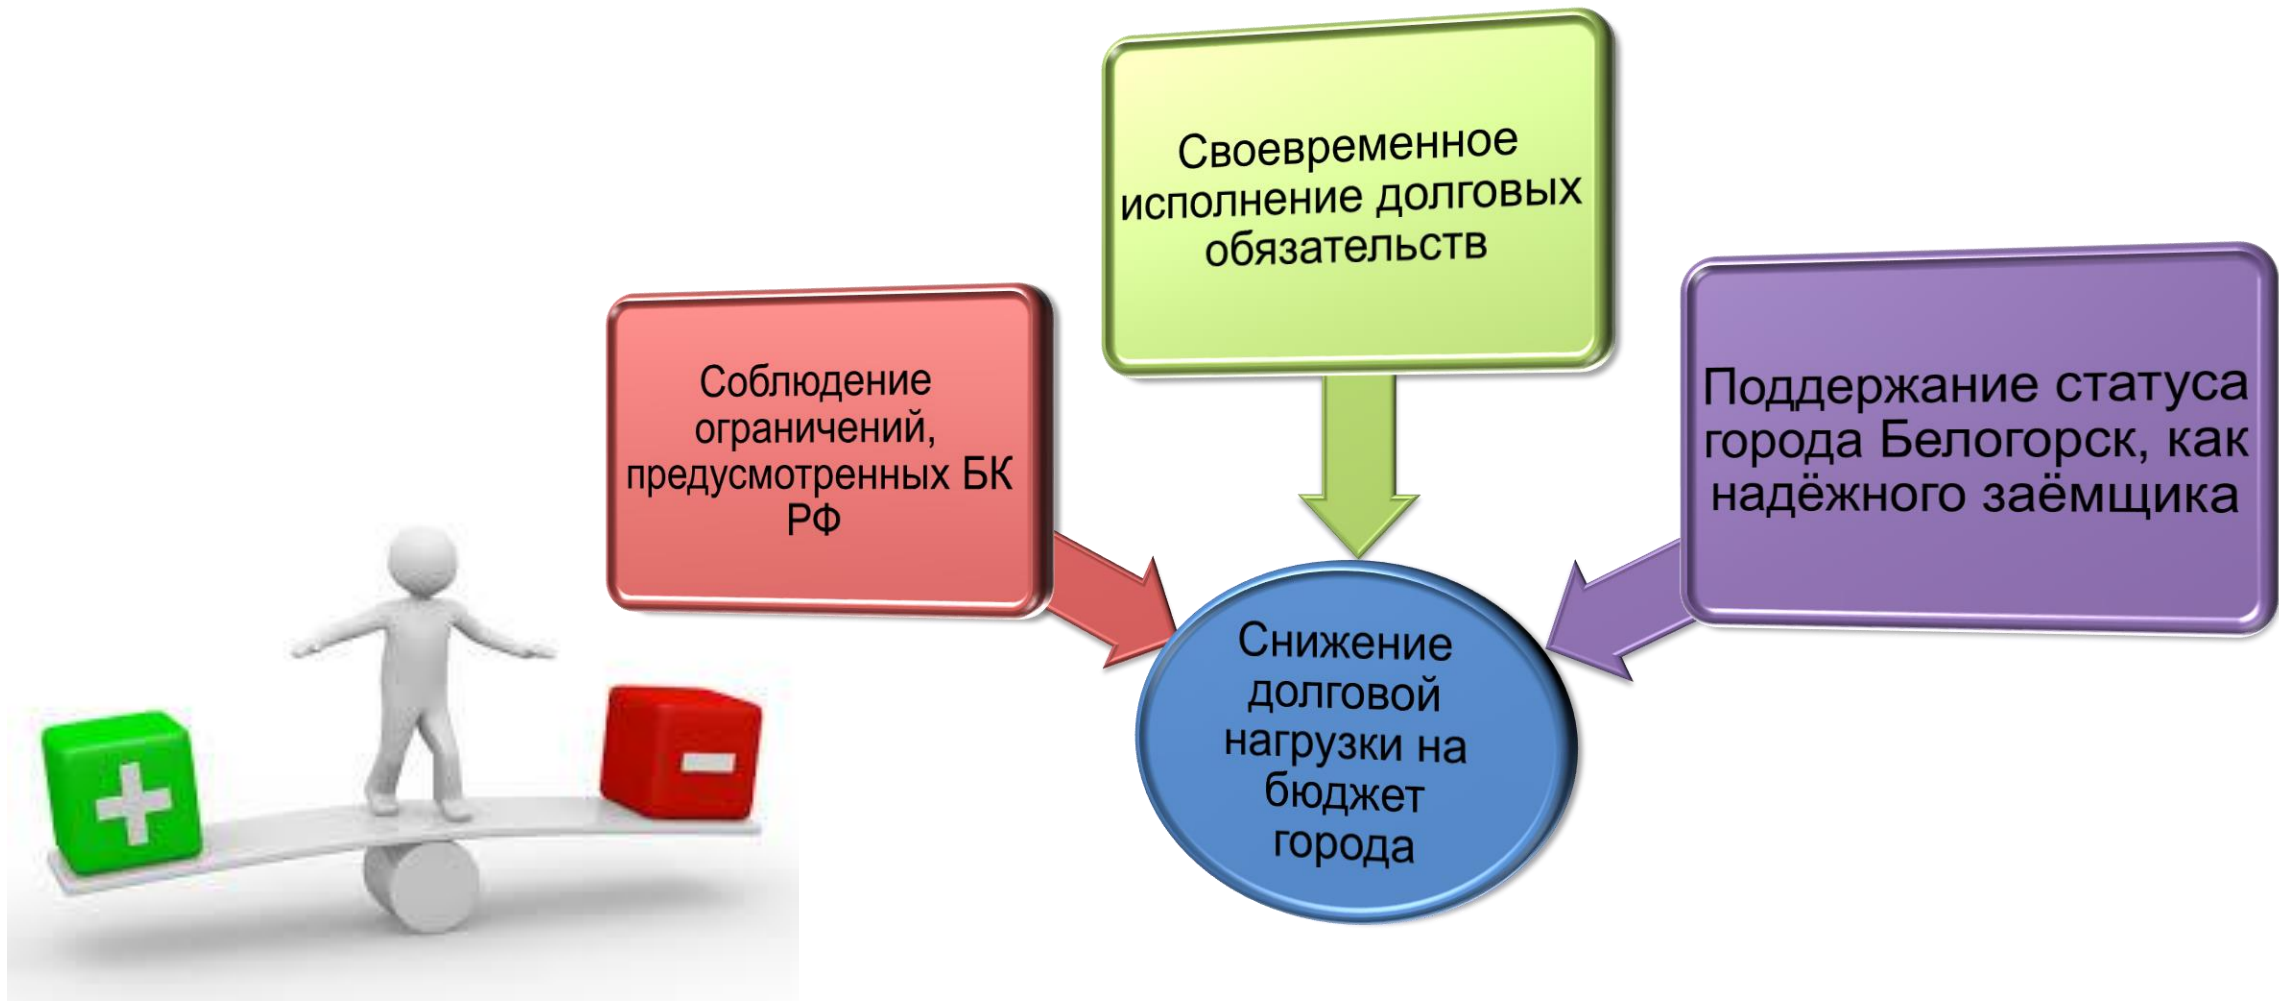 Своевременное
исполнение долговых
обязательств
Соблюдение
ограничений,
предусмотренных БК
РФ
Поддержание статуса
города Белогорск, как
надёжного заёмщика
Снижение
долговой
нагрузки на
бюджет
города